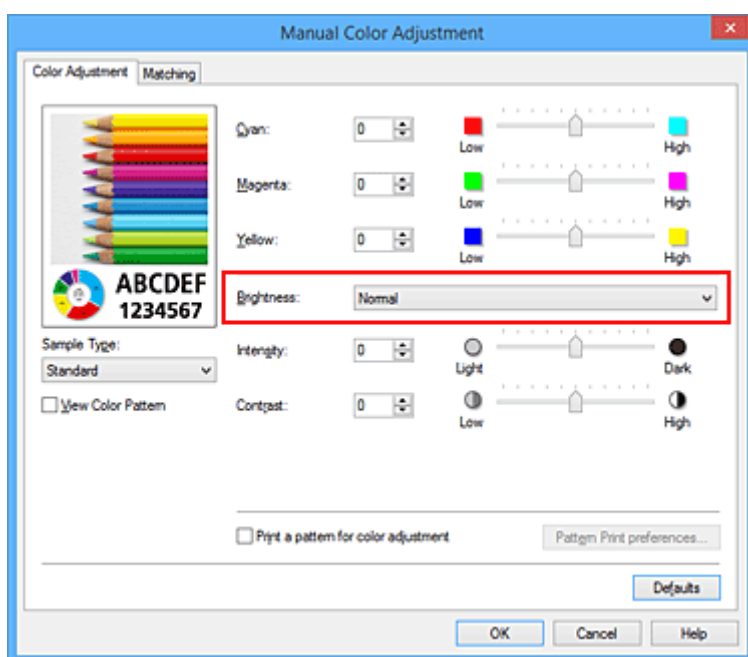 Manual Color Adjustment
Color Adjustment Matching
Cyan: 0 Low High
Magenta: 0 Low High
Yellow: 0 Low High
ABCDEF
1234567
Brightness: Normal
Sample Type:
Standard
View Color Pattern
Intensity: 0 Light Dark
Contrast: 0 Low High
Print a pattern for color adjustment Pattern Print preferences...
Defaults
OK Cancel Help